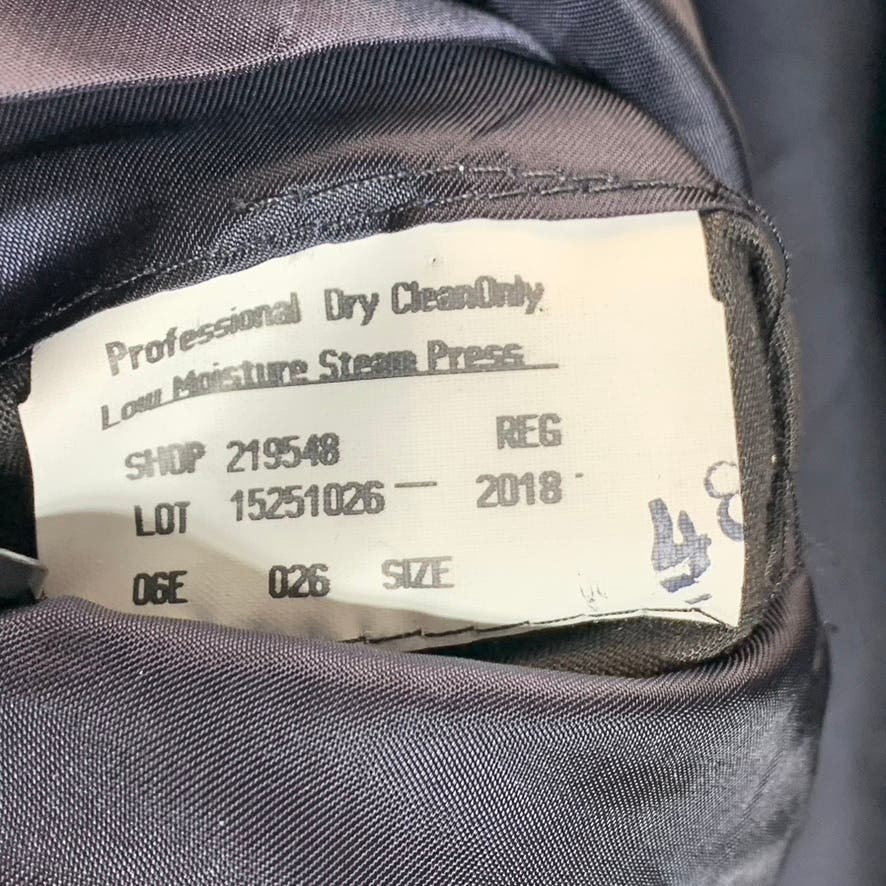 Professional Dry CleanOnly
Low Moisture Steam Press
SHOP 219548 REG
LOT 15251026 — 2018 -
06E 026 SIZE 48